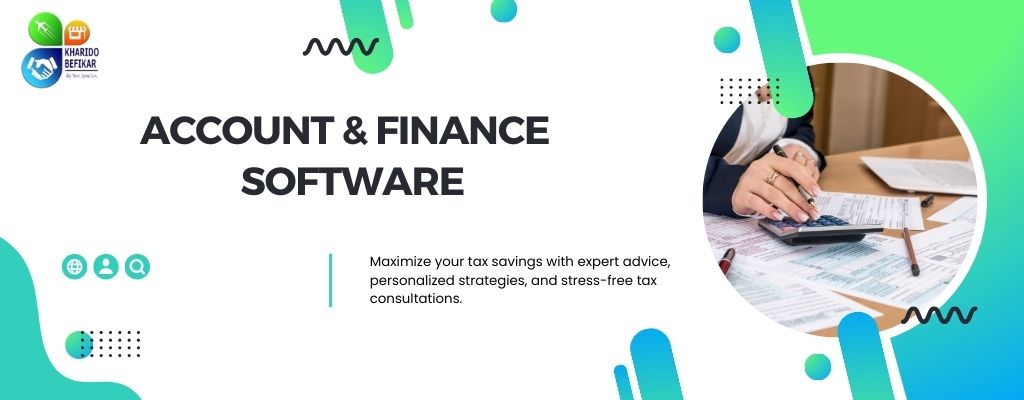 KHARIDO
BEFIKAR
ACCOUNT & FINANCE
SOFTWARE
Maximize your tax savings with expert advice,
personalized strategies, and stress-free tax
consultations.